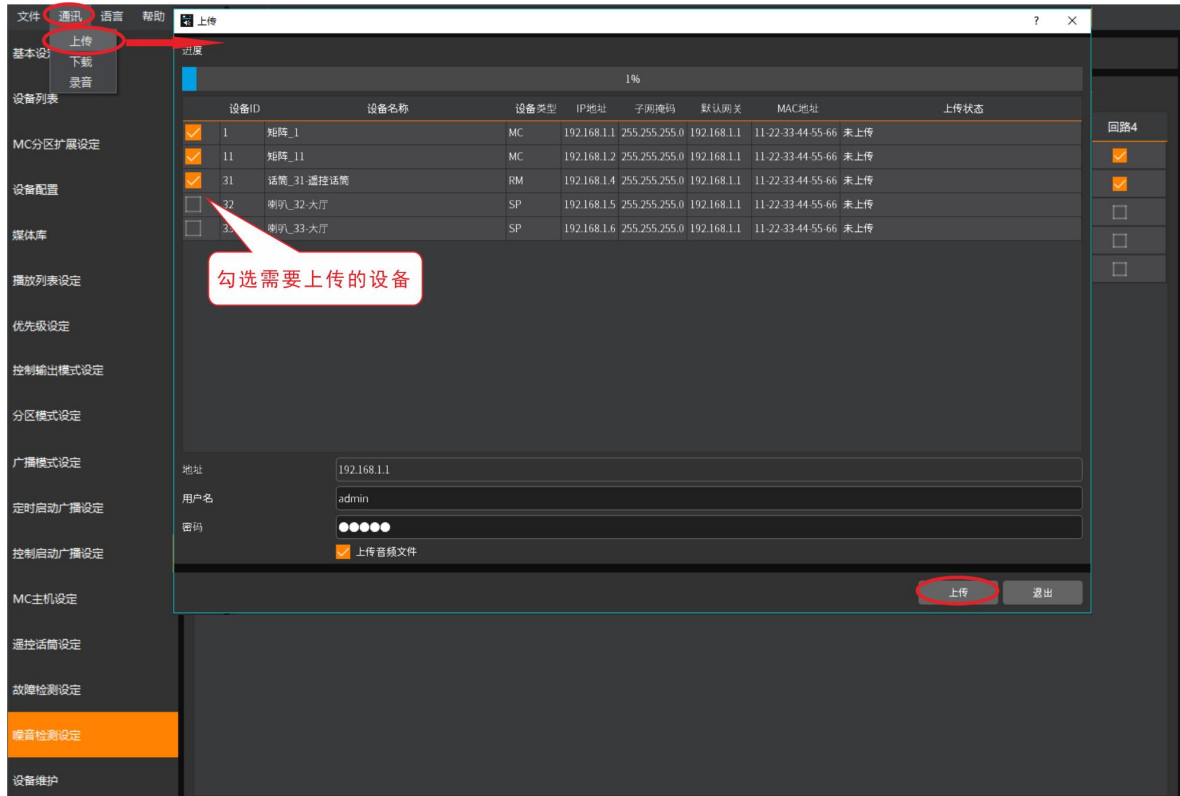 文件 通讯 语言 帮助
上传
下载
录音
基本设
设备列表
MC分区扩展设定
设备配置
媒体库
播放列表设定
优先级设定
控制输出模式设定
分区模式设定
广播模式设定
定时启动广播设定
控制启动广播设定
MC主机设定
遥控话筒设定
故障检测设定
噪音检测设定
设备维护
上传 ? ×
进度
1%
设备ID 设备名称 设备类型 IP地址 子网掩码 默认网关 MAC地址 上传状态
1 矩阵_1 MC 192.168.1.1 255.255.255.0 192.168.1.1 11-22-33-44-55-66 未上传
11 矩阵_11 MC 192.168.1.2 255.255.255.0 192.168.1.1 11-22-33-44-55-66 未上传
31 话筒_31-遥控话筒 RM 192.168.1.4 255.255.255.0 192.168.1.1 11-22-33-44-55-66 未上传
32 喇叭_32-大厅 SP 192.168.1.5 255.255.255.0 192.168.1.1 11-22-33-44-55-66 未上传
喇叭_33-大厅 SP 192.168.1.6 255.255.255.0 192.168.1.1 11-22-33-44-55-66 未上传
勾选需要上传的设备
地址 192.168.1.1
用户名 admin
密码 ●●●●●
上传音频文件
上传 退出
回路4